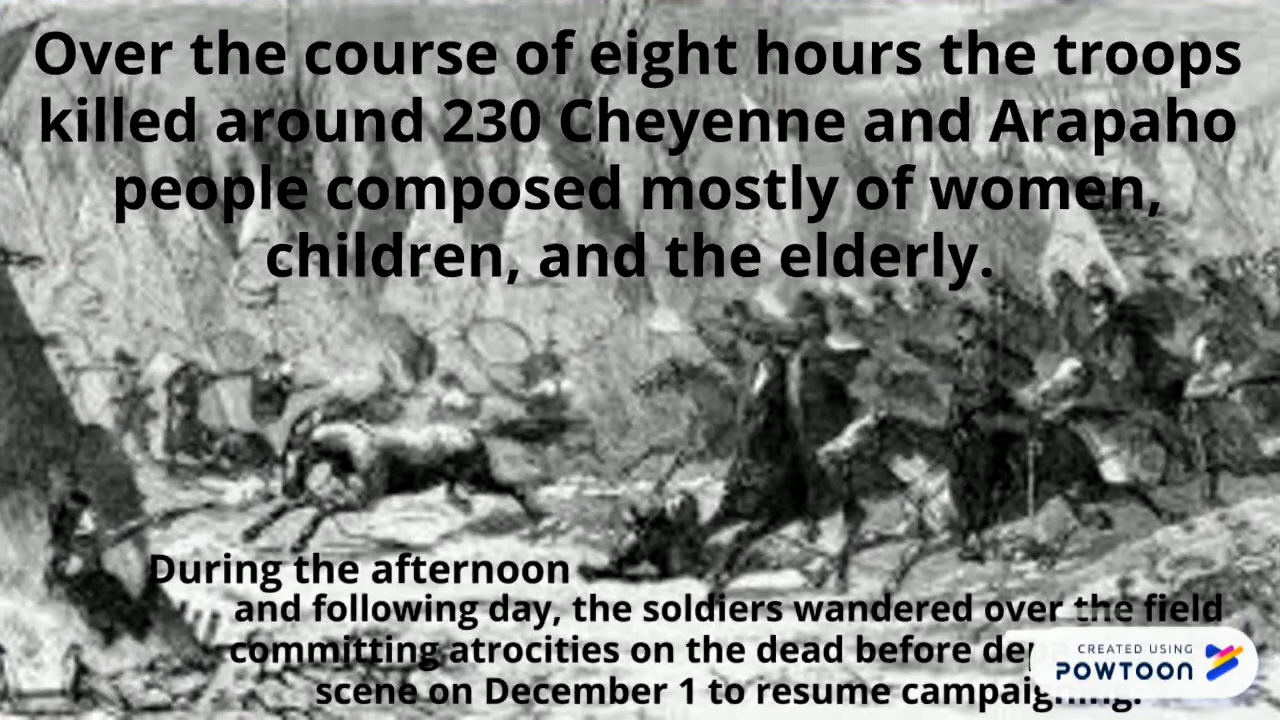 Over the course of eight hours the troops
killed around 230 Cheyenne and Arapaho
people composed mostly of women,
children, and the elderly.
During the afternoon
and following day, the soldiers wandered over the field
committing atrocities on the dead before
scene on December 1 to resume campaigning.
CREATED USING
POWTOON